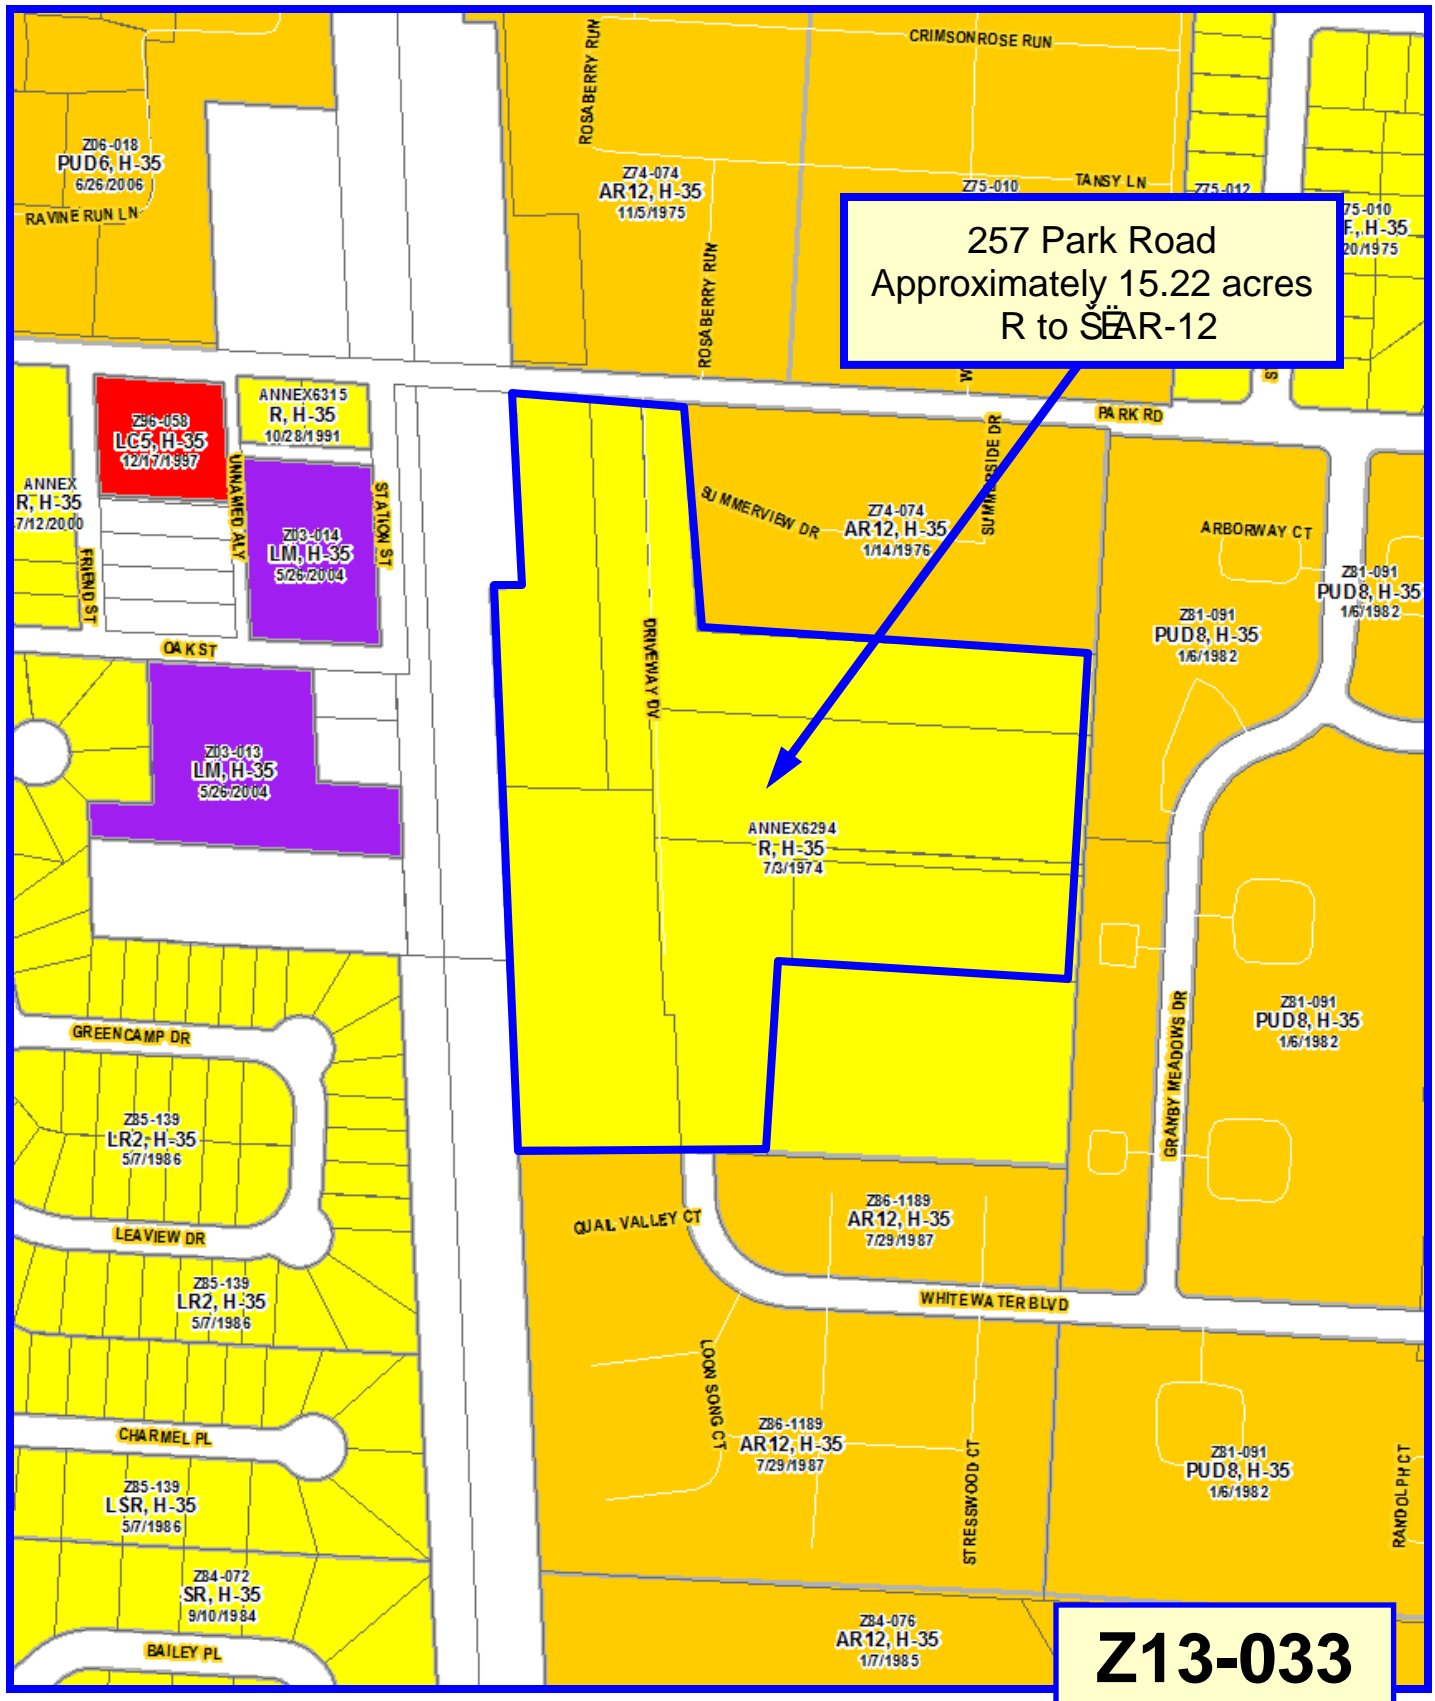 CRIMSONROSE RUN
ROSABERRY RUN
Z06-018
PUD6, H-35
6/26/2006
RAVINE RUN LN
Z74-074
AR12, H-35
11/5/1975
Z75-010
TANSY LN
Z75-012
75-010
F, H-35
20/1975
257 Park Road
Approximately 15.22 acres
R to ŠËAR-12
ROSABERRY RUN
PARK RD
Z96-058
LC5, H-35
12/17/1997
ANNEX6315
R, H-35
10/28/1991
ANNEX
R, H-35
7/12/2000
UNNAMED ALY
STATION ST
Z03-014
LM, H-35
5/26/2004
FRIEND ST
OAK ST
SUMMERVIEW DR
SUMMERSIDE DR
Z74-074
AR12, H-35
1/14/1976
ARBORWAY CT
Z81-091
PUD8, H-35
1/6/1982
Z81-091
PUD8, H-35
1/6/1982
DRIVEWAY DV
Z03-013
LM, H-35
5/26/2004
ANNEX6294
R, H-35
7/3/1974
GREENCAMP DR
Z81-091
PUD8, H-35
1/6/1982
GRANBY MEADOWS DR
Z85-139
LR2, H-35
5/7/1986
LEAVIEW DR
QUAIL VALLEY CT
Z86-1189
AR12, H-35
7/29/1987
Z85-139
LR2, H-35
5/7/1986
WHITEWATER BLVD
LOON SONG CT
CHARMEL PL
Z86-1189
AR12, H-35
7/29/1987
STRESSWOOD CT
Z81-091
PUD8, H-35
1/6/1982
RANDOLPH CT
Z85-139
LSR, H-35
5/7/1986
Z84-072
SR, H-35
9/10/1984
BAILEY PL
Z84-076
AR12, H-35
1/7/1985
Z13-033